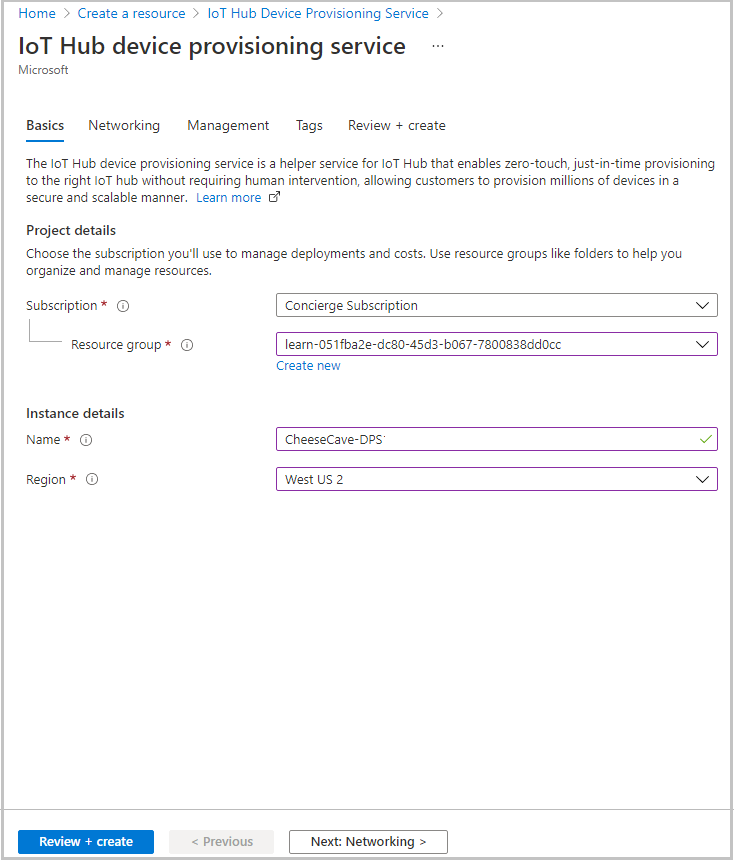 Home > Create a resource > IoT Hub Device Provisioning Service >
IoT Hub device provisioning service ...
Microsoft
Basics Networking Management Tags Review + create
The IoT Hub device provisioning service is a helper service for IoT Hub that enables zero-touch, just-in-time provisioning
to the right IoT hub without requiring human intervention, allowing customers to provision millions of devices in a
secure and scalable manner. Learn more
Project details
Choose the subscription you'll use to manage deployments and costs. Use resource groups like folders to help you
organize and manage resources.
Subscription * Concierge Subscription
Resource group * learn-051fba2e-dc80-45d3-b067-7800838dd0cc
Create new
Instance details
Name * CheeseCave-DPS
Region * West US 2
Review + create < Previous Next: Networking >